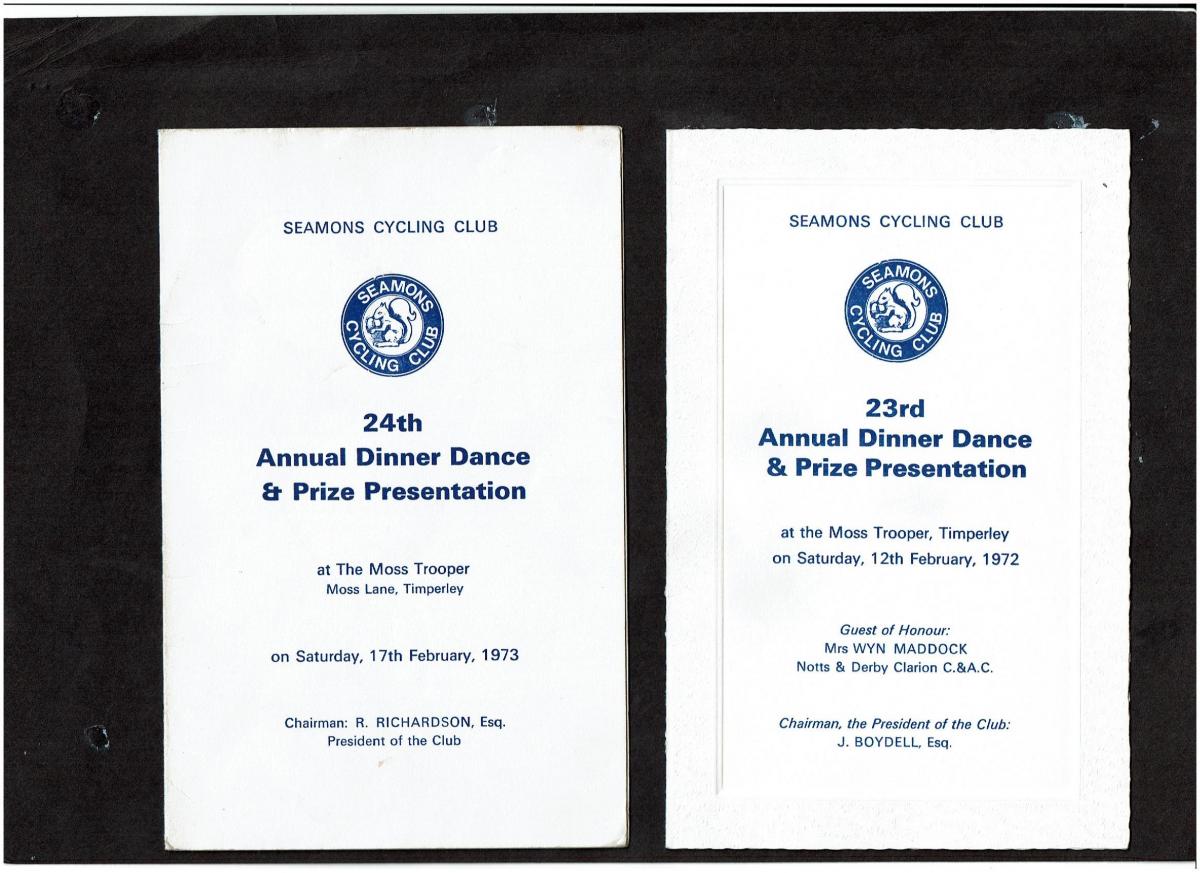 SEAMONS CYCLING CLUB
SEAMONS
CYCLING CLUB
24th
Annual Dinner Dance
& Prize Presentation
at The Moss Trooper
Moss Lane, Timperley
on Saturday, 17th February, 1973
Chairman: R. RICHARDSON, Esq.
President of the Club
SEAMONS CYCLING CLUB
SEAMONS
CYCLING CLUB
23rd
Annual Dinner Dance
& Prize Presentation
at the Moss Trooper, Timperley
on Saturday, 12th February, 1972
Guest of Honour:
Mrs WYN MADDOCK
Notts & Derby Clarion C.&A.C.
Chairman, the President of the Club:
J. BOYDELL, Esq.